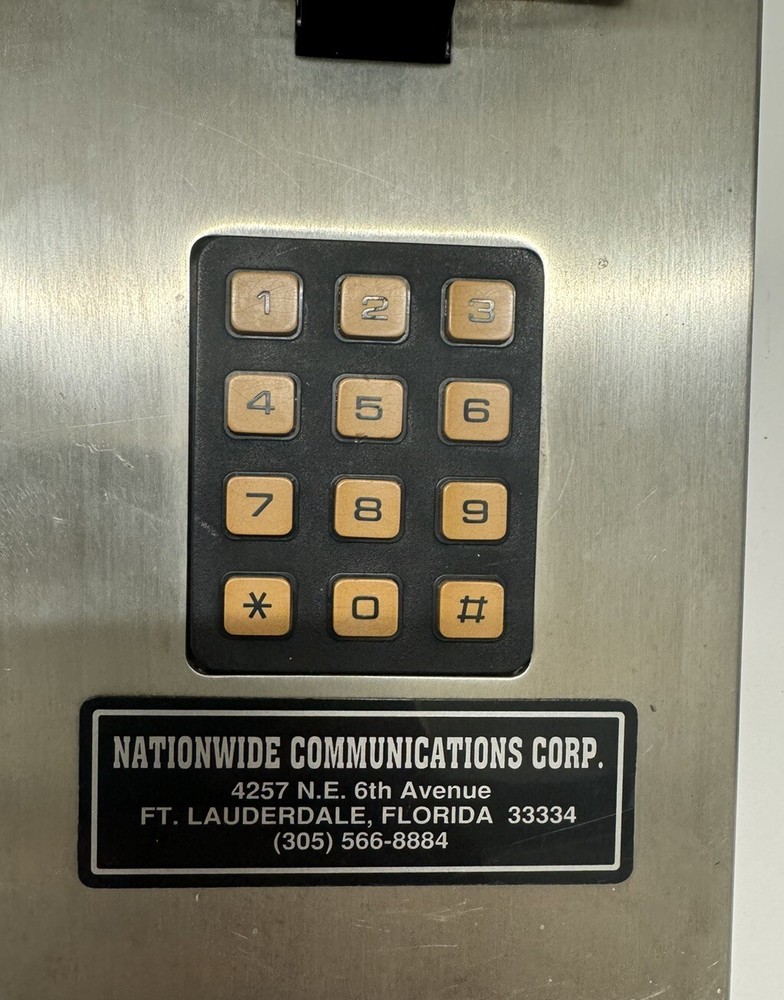 1 2 3
4 5 6
7 8 9
* 0 #
NATIONWIDE COMMUNICATIONS CORP.
4257 N.E. 6th Avenue
FT. LAUDERDALE, FLORIDA 33334
(305) 566-8884